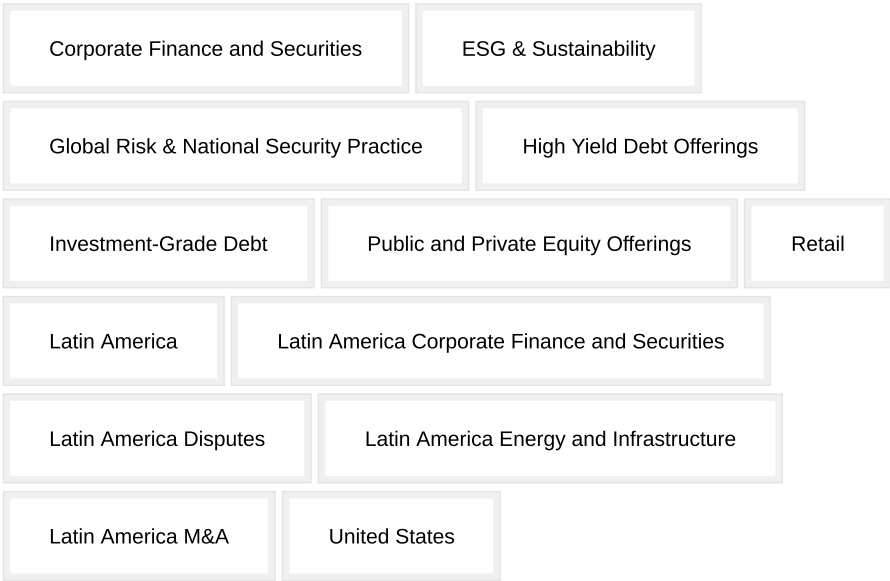 Corporate Finance and Securities
ESG & Sustainability
Global Risk & National Security Practice
High Yield Debt Offerings
Investment-Grade Debt
Public and Private Equity Offerings
Retail
Latin America
Latin America Corporate Finance and Securities
Latin America Disputes
Latin America Energy and Infrastructure
Latin America M&A
United States